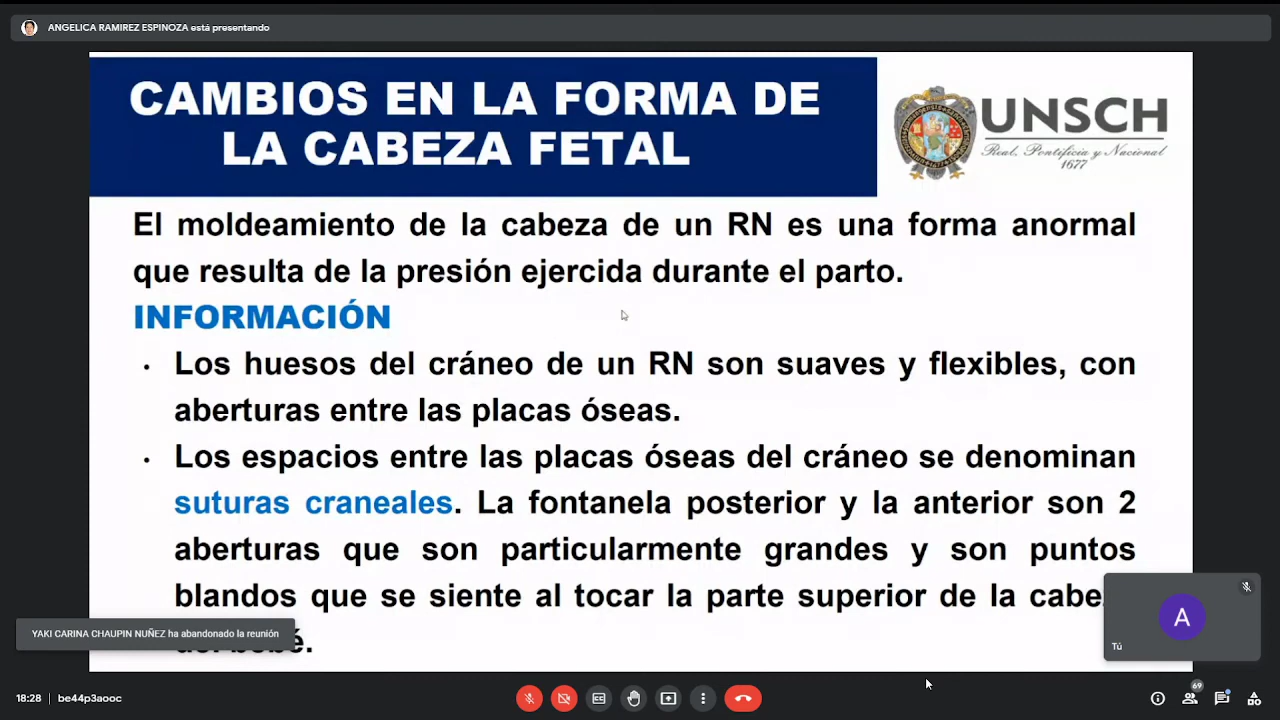 ANGELICA RAMIREZ ESPINOZA está presentando
CAMBIOS EN LA FORMA DE
LA CABEZA FETAL
UNSCH
Real, Pontificia y Nacional
1677
El moldeamiento de la cabeza de un RN es una forma anormal
que resulta de la presión ejercida durante el parto.
INFORMACIÓN
• Los huesos del cráneo de un RN son suaves y flexibles, con
aberturas entre las placas óseas.
• Los espacios entre las placas óseas del cráneo se denominan
suturas craneales. La fontanela posterior y la anterior son 2
aberturas que son particularmente grandes y son puntos
blandos que se siente al tocar la parte superior de la
bebé.
YAKI CARINA CHAUPIN NUÑEZ ha abandonado la reunión
A
Tú
18:28 | be44p3aooc
69